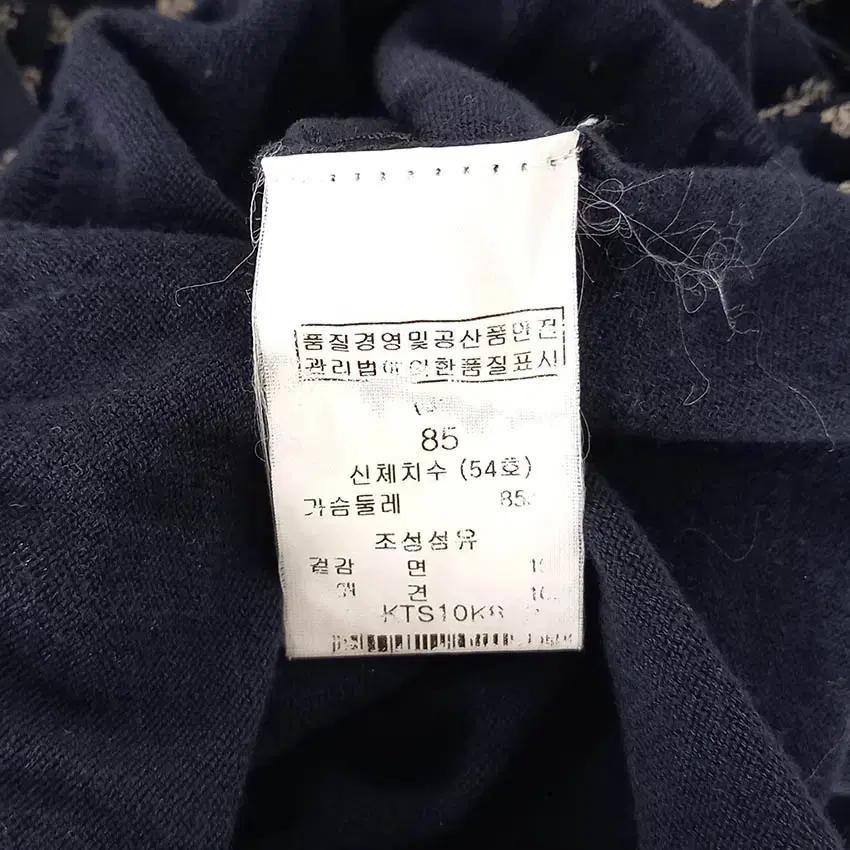 품질경영및공산품안전
관리법에의한품질표시
85
신체치수 (54호)
가슴둘레 85
조성섬유
겉감 면
견